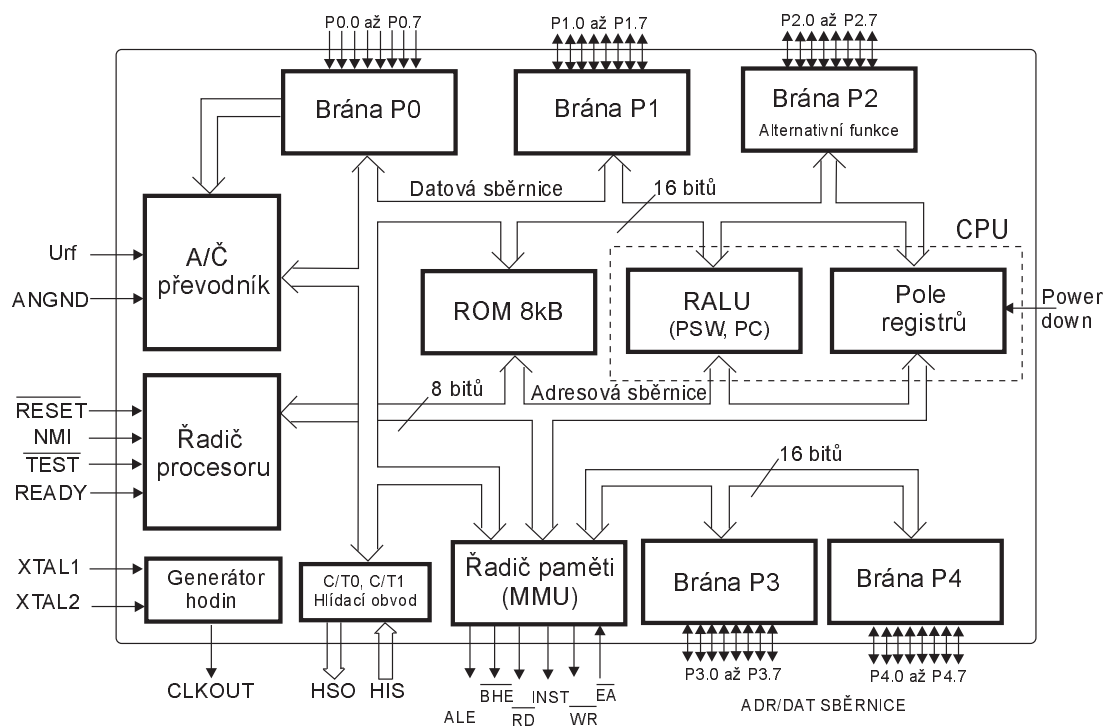 P0.0 až P0.7
P1.0 až P1.7
P2.0 až P2.7
Brána P0
Brána P1
Brána P2
Alternativní funkce
Datová sběrnice
16 bitů
CPU
Urf
ANGND
A/Č
převodník
ROM 8kB
RALU
(PSW, PC)
Pole
registrů
Power
down
8 bitů
Adresová sběrnice
RESET
NMI
TEST
READY
Řadič
procesoru
16 bitů
XTAL1
XTAL2
Generátor
hodin
C/T0, C/T1
Hlídací obvod
Řadič paměti
(MMU)
Brána P3
Brána P4
CLKOUT
HSO
HIS
ALE
BHE
RD
INST
WR
EA
P3.0 až P3.7
P4.0 až P4.7
ADR/DAT SBĚRNICE